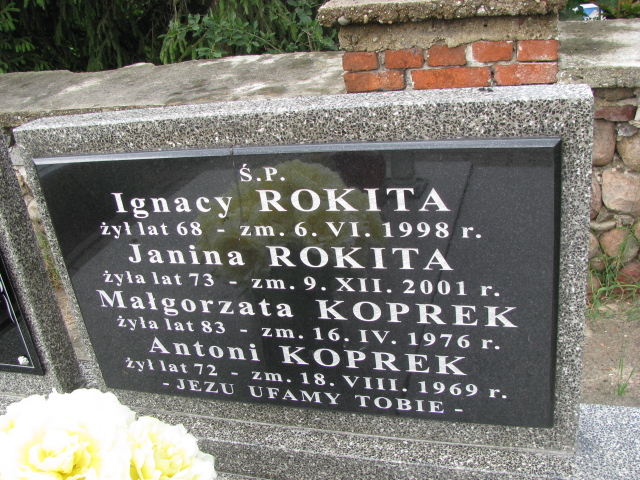 Ś.P.
Ignacy ROKITA
żył lat 68 - zm. 6. VI. 1998 r.
Janina ROKITA
żyła lat 73 - zm. 9. XII. 2001 r.
Małgorzata KOPREK
żyła lat 83 - zm. 16. IV. 1976 r.
Antoni KOPREK
żył lat 72 - zm. 18. VIII. 1969 r.
- JEZU UFAMY TOBIE -